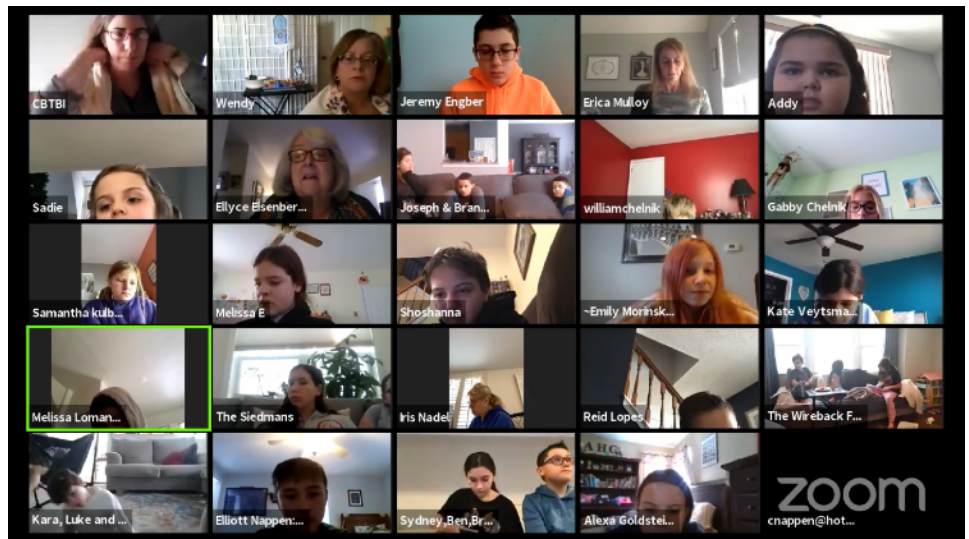 CBTBI
Wendy
Jeremy Engber
Erica Mulloy
Addy
Sadie
Ellyce Eisenber...
Joseph & Bran...
williamchelnik
Gabby Chelnik
Samantha kulb...
Melissa E
Shoshanna
~Emily Morinsk...
Kate Veytsma...
Melissa Loman...
The Siedmans
Iris Nadel
Reid Lopes
The Wireback F...
Kara, Luke and ...
Elliott Nappen:...
Sydney,Ben,Br...
AHG
Alexa Goldstei...
zoom
cnappen@hot...